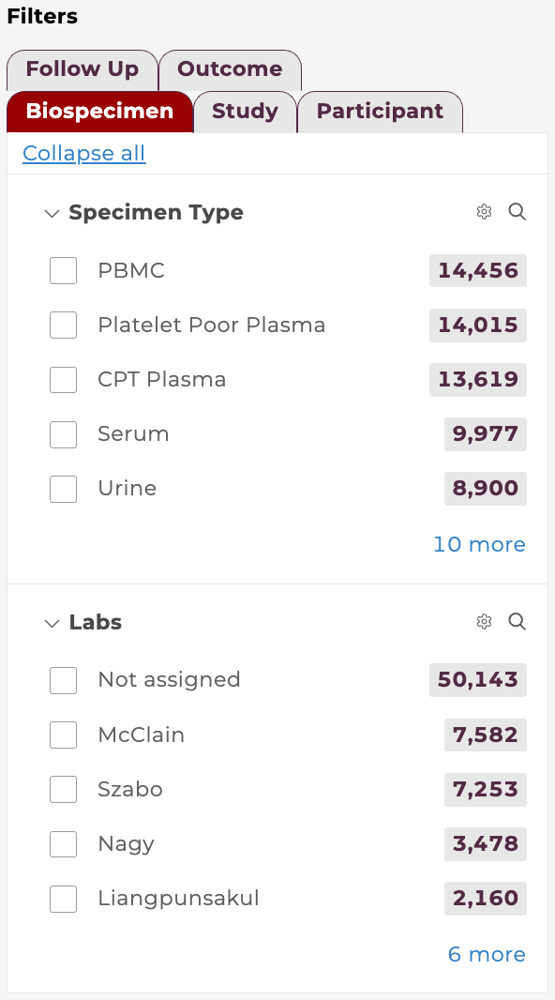 Filters
Follow Up Outcome
Biospecimen Study Participant
Collapse all
Specimen Type
PBMC 14,456
Platelet Poor Plasma 14,015
CPT Plasma 13,619
Serum 9,977
Urine 8,900
10 more
Labs
Not assigned 50,143
McClain 7,582
Szabo 7,253
Nagy 3,478
Liangpunsakul 2,160
6 more